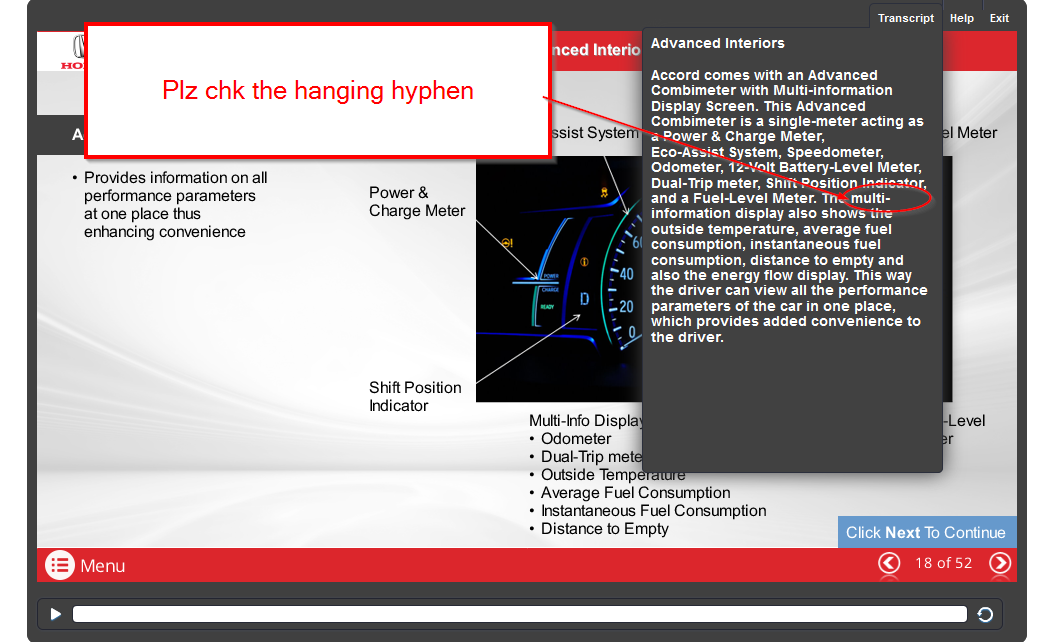 Transcript Help Exit
HO
nced Interio
Plz chk the hanging hyphen
A
ssist System
el Meter
• Provides information on all
performance parameters
at one place thus
enhancing convenience
Power &
Charge Meter
Shift Position
Indicator
POWER
CHARGE
READY
D
60
40
20
0
Advanced Interiors
Accord comes with an Advanced
Combimeter with Multi-information
Display Screen. This Advanced
Combimeter is a single-meter acting as
a Power & Charge Meter,
Eco-Assist System, Speedometer,
Odometer, 12-Volt Battery-Level Meter,
Dual-Trip meter, Shift Position Indicator,
and a Fuel-Level Meter. The multi-
information display also shows the
outside temperature, average fuel
consumption, instantaneous fuel
consumption, distance to empty and
also the energy flow display. This way
the driver can view all the performance
parameters of the car in one place,
which provides added convenience to
the driver.
Multi-Info Display
• Odometer
• Dual-Trip mete
• Outside Temperature
• Average Fuel Consumption
• Instantaneous Fuel Consumption
• Distance to Empty
-Level
er
Click Next To Continue
Menu
18 of 52